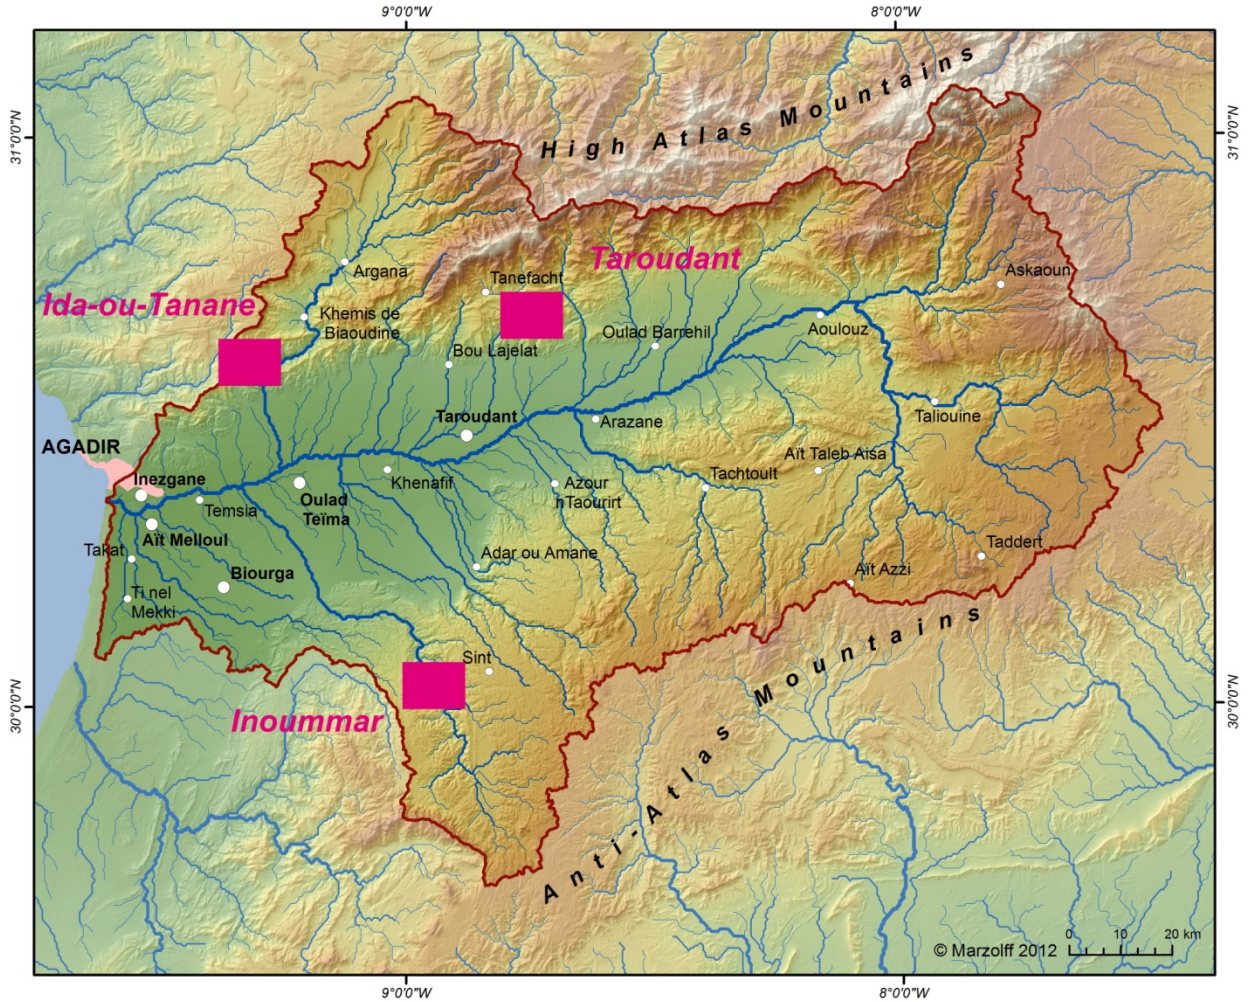 9°0'0"W
8°0'0"W
High Atlas Mountains
31°0'0"N
31°0'0"N
Taroudant
Argana
Tanefacht
Askaoun
Ida-ou-Tanane
Khemis de
Biaoudine
Oulad Barrehil
Aoulouz
Bou Lajelat
Taroudant
Arazane
Taliouine
AGADIR
Aït Taleb Aisa
Inezgane
Khenafif
Azour
nTaourirt
Tachtoult
Oulad
Teïma
Temsia
Aït Melloul
Takat
Adar ou Amane
Taddert
Biourga
Aït Azzi
Ti nel
Mekki
Sint
Anti-Atlas Mountains
30°0'0"N
30°0'0"N
Inoummar
© Marzolff 2012
0 10 20 km
9°0'0"W
8°0'0"W